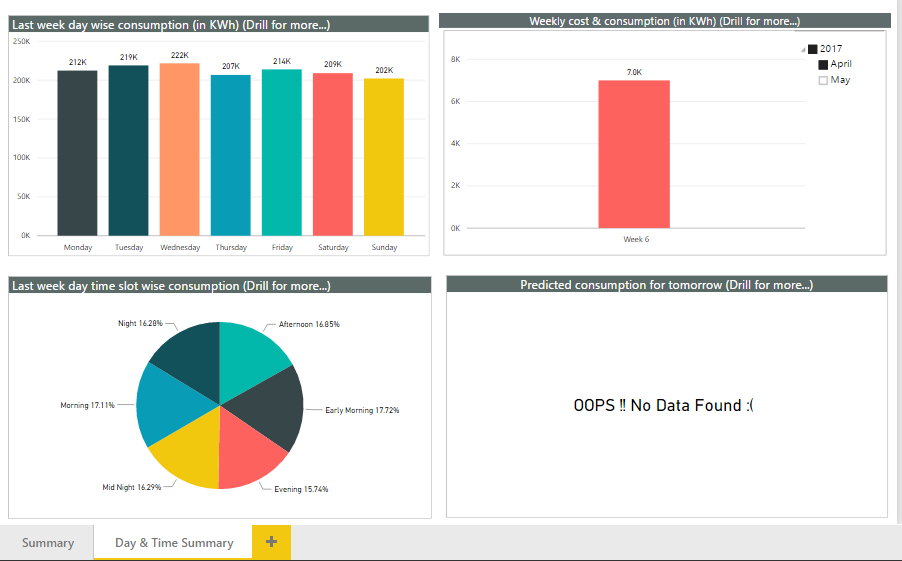 Last week day wise consumption (in KWh) (Drill for more...)
250K
200K
150K
100K
50K
0K
212K
219K
222K
207K
214K
209K
202K
Monday
Tuesday
Wednesday
Thursday
Friday
Saturday
Sunday
Weekly cost & consumption (in KWh) (Drill for more...)
8K
6K
4K
2K
0K
7.0K
Week 6
2017
April
May
Last week day time slot wise consumption (Drill for more...)
Night 16.28%
Afternoon 16.85%
Morning 17.11%
Early Morning 17.72%
Mid Night 16.29%
Evening 15.74%
Predicted consumption for tomorrow (Drill for more...)
OOPS !! No Data Found :(
Summary
Day & Time Summary
+